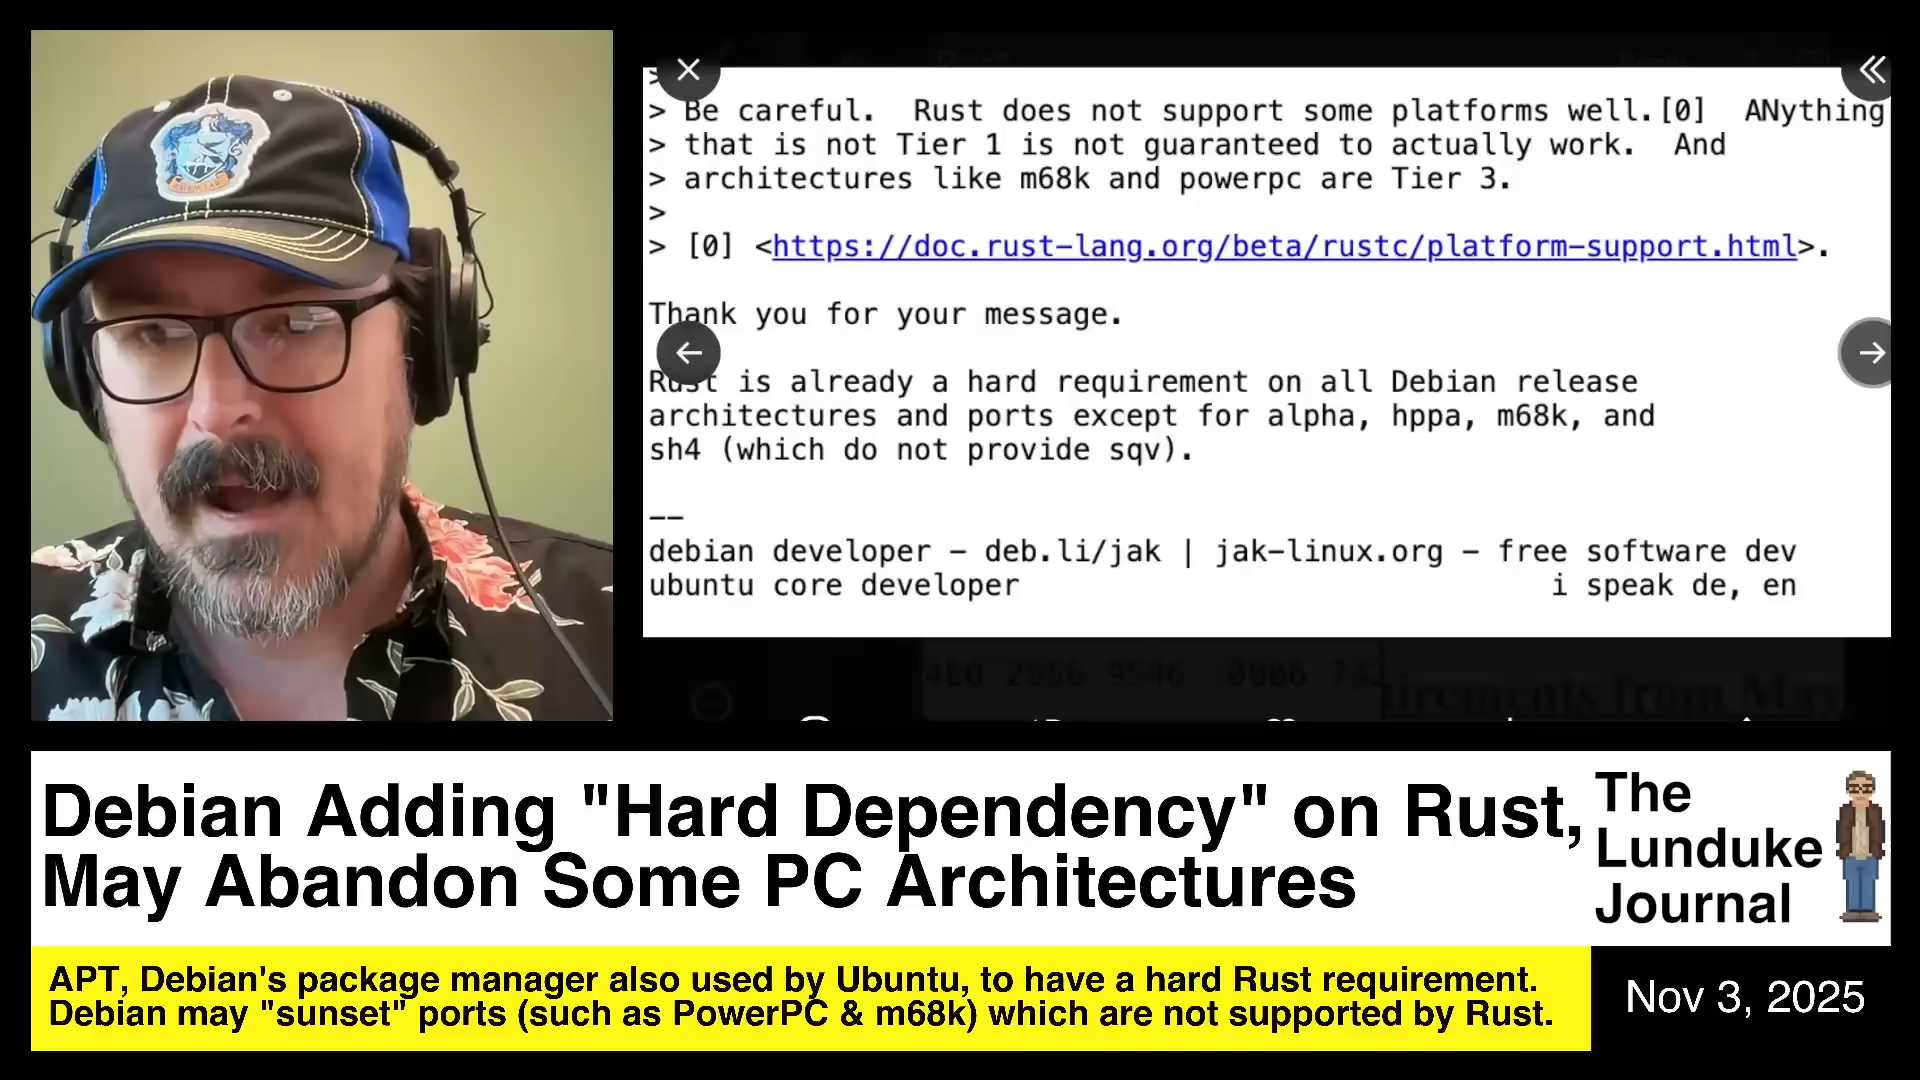 >
> Be careful.  Rust does not support some platforms well.[0]  ANything
> that is not Tier 1 is not guaranteed to actually work.  And
> architectures like m68k and powerpc are Tier 3.
>
> [0] <https://doc.rust-lang.org/beta/rustc/platform-support.html>.
Thank you for your message.
Rust is already a hard requirement on all Debian release
architectures and ports except for alpha, hppa, m68k, and
sh4 (which do not provide sqv).
--
debian developer - deb.li/jak | jak-linux.org - free software dev
ubuntu core developer                              i speak de, en
irements from May
Debian Adding "Hard Dependency" on Rust,
May Abandon Some PC Architectures
The
Lunduke
Journal
APT, Debian's package manager also used by Ubuntu, to have a hard Rust requirement.
Debian may "sunset" ports (such as PowerPC & m68k) which are not supported by Rust.
Nov 3, 2025